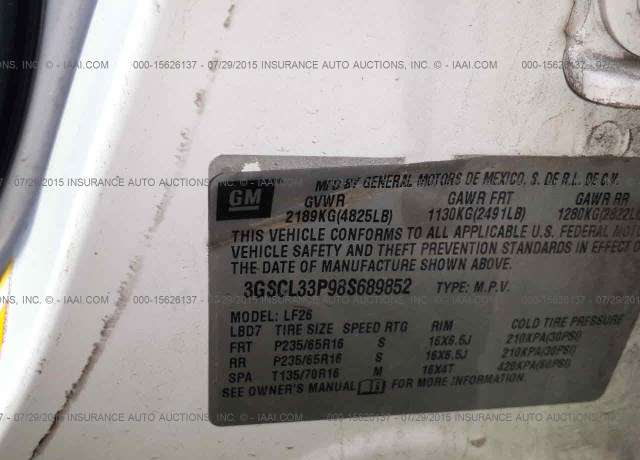 000-15626137 - 07/29/2015 INSURANCE AUTO AUCTIONS, INC. - © - IAAI.COM
GM
MFD BY GENERAL MOTORS DE MEXICO, S. DE R.L. DE C.V.
GVWR GAWR FRT GAWR RR
2189KG(4825LB) 1130KG(2491LB)
THIS VEHICLE CONFORMS TO ALL APPLICABLE U.S. FEDERAL
VEHICLE SAFETY AND THEFT PREVENTION STANDARDS IN EFFECT
THE DATE OF MANUFACTURE SHOWN ABOVE.
3GSCL33P98S689852 TYPE: M.P.V.
MODEL: LF26
LBD7 TIRE SIZE SPEED RTG RIM COLD TIRE PRESSURE
FRT P235/65R16 S 16X6.5J 210KPA(30PSI)
RR P235/65R16 S 16X6.5J 210KPA(30PSI)
SPA T135/70R16 M 16X4T 420KPA(60PSI)
SEE OWNER'S MANUAL FOR MORE INFORMATION.